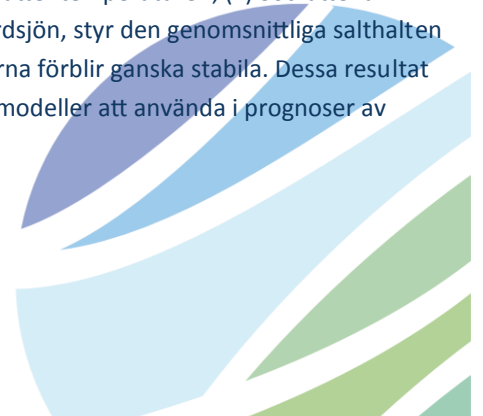 rdsjön, styr den genomsnittliga salthalten
rna förblir ganska stabila. Dessa resultat
modeller att använda i prognoser av